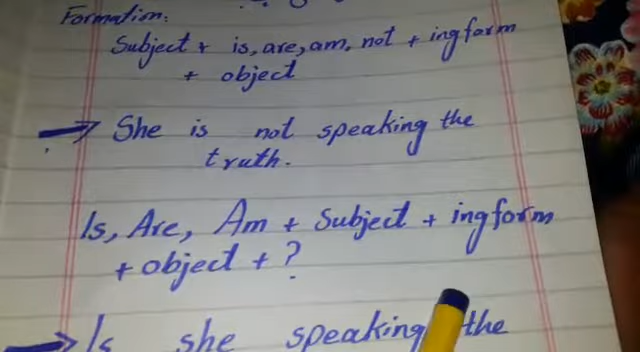 Formation:
Subject + is, are, am, not + ing form
+ object
She is not speaking the
truth.
Is, Are, Am + Subject + ing form
+ object + ?
Is she speaking the